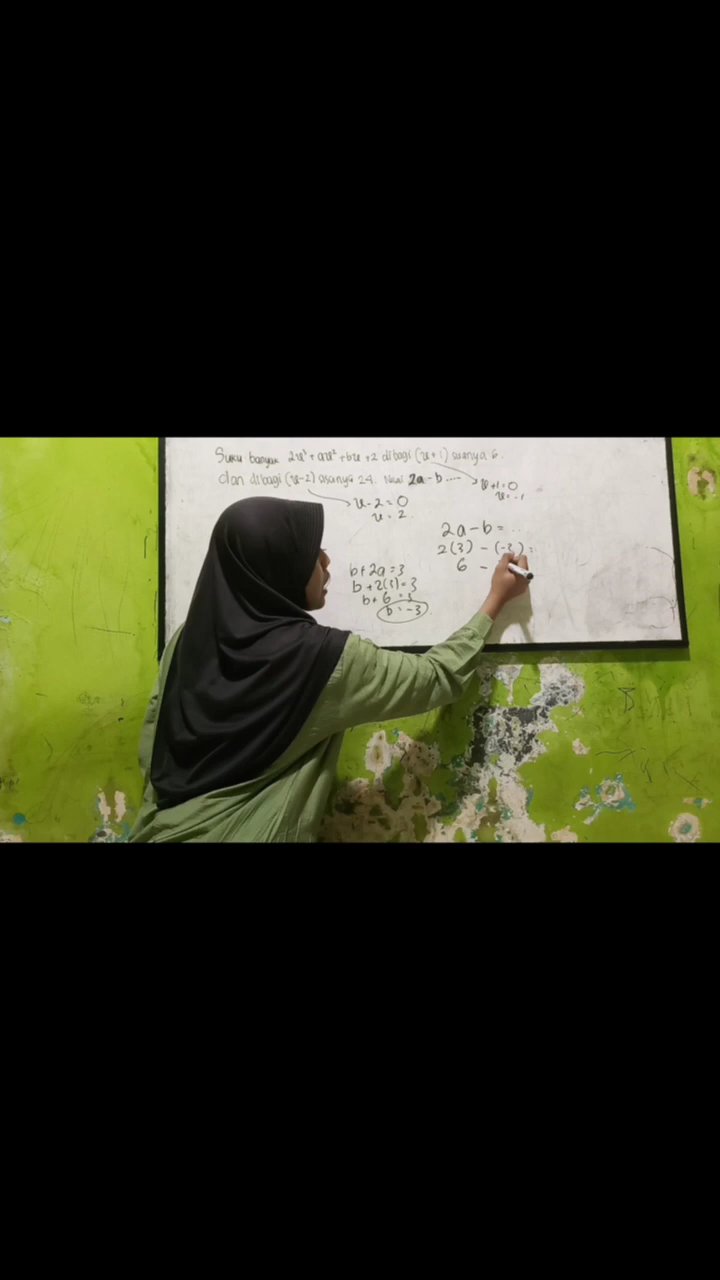 Suku banyak 2x³ + ax² + bx + 2 dibagi (x + 1) sisanya 6.
dan dibagi (x-2) sisanya 24. Nilai 2a - b ....
x+1=0
x = -1
x - 2 = 0
x = 2
2a - b = ...
2(3) - (-3) =
6 -
b + 2a = 3
b + 2(3) = 3
b + 6 = 3
b = -3